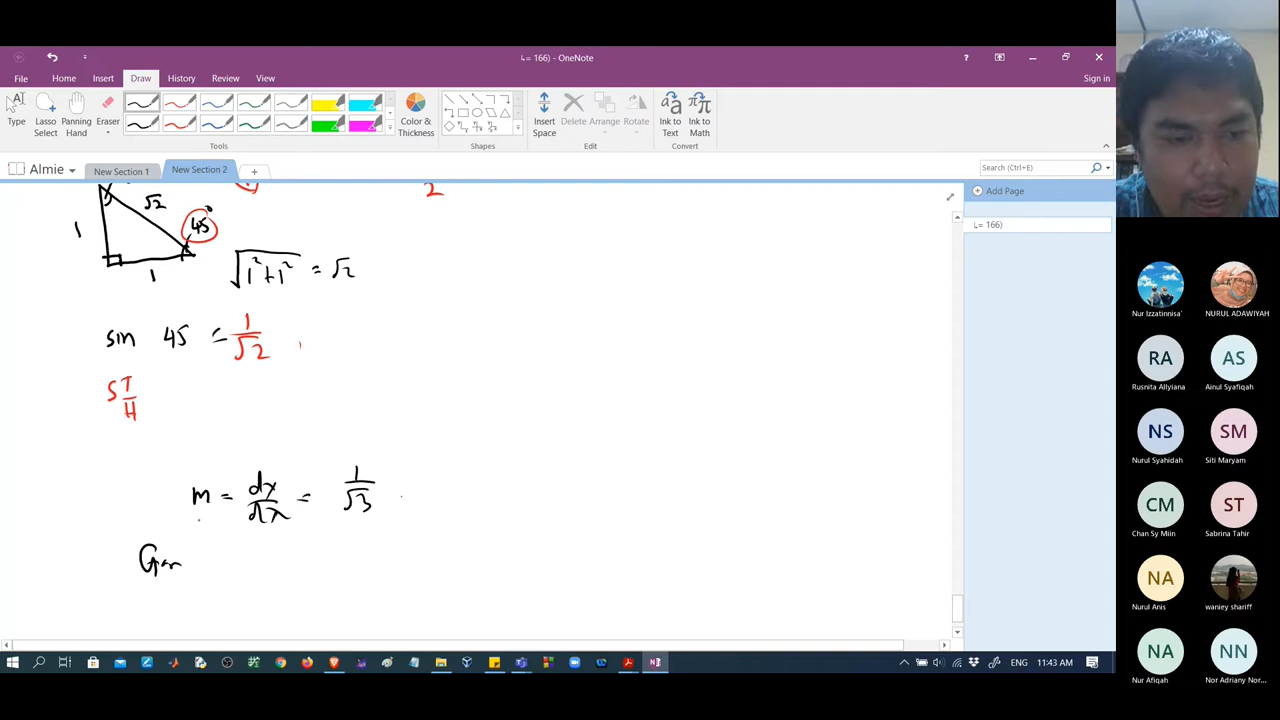 L= 166) - OneNote
File Home Insert Draw History Review View
Sign in
Type Lasso Select Panning Hand Eraser
Color & Thickness
Insert Space Delete Arrange Rotate
Ink to Text Ink to Math
Tools Shapes Edit Convert
Almie New Section 1 New Section 2
Search (Ctrl+E)
Add Page
L= 166)
2
√2
45°
1
1
√1²+1² = √2
sin 45 = 1/√2
S T/H
m = dy/dx = 1/√3
Gra
Nur Izzatinnisa' NURUL ADAWIYAH
RA AS
Rusnita Allyiana Ainul Syafiqah
NS SM
Nurul Syahidah Siti Maryam
CM ST
Chan Sy Miin Sabrina Tahir
NA
Nurul Anis waniey shariff
NA NN
Nur Afiqah Nor Adriany Nor...
ENG 11:43 AM